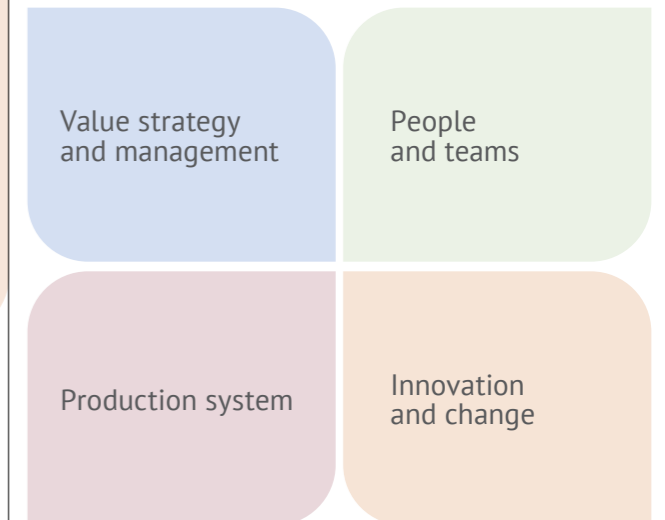 Value strategy
and management
People
and teams
Production system
Innovation
and change